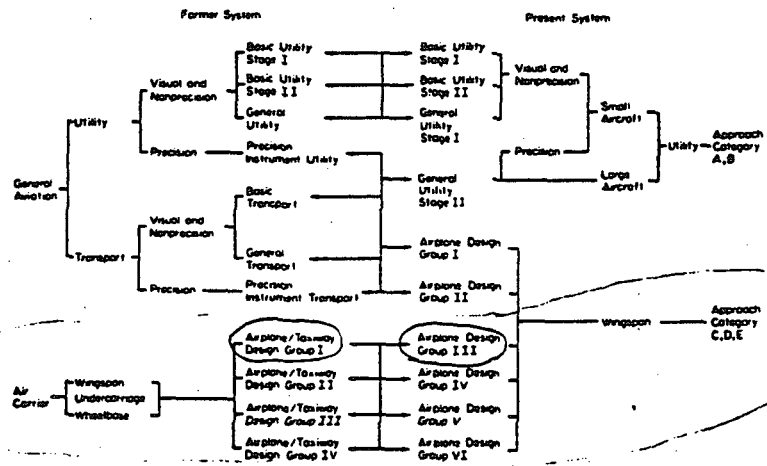 Former System
Present System
General
Aviation
Utility
Transport
Visual and
Nonprecision
Precision
Visual and
Nonprecision
Precision
Basic Utility
Stage I
Basic Utility
Stage II
General
Utility
Precision
Instrument Utility
Basic
Transport
General
Transport
Precision
Instrument Transport
Air
Carrier
Wingspan
Undercarriage
Wheelbase
Airplane/Taxiway
Design Group I
Airplane/Taxiway
Design Group II
Airplane/Taxiway
Design Group III
Airplane/Taxiway
Design Group IV
Basic Utility
Stage I
Basic Utility
Stage II
General
Utility
Stage I
General
Utility
Stage II
Airplane Design
Group I
Airplane Design
Group II
Airplane Design
Group III
Airplane Design
Group IV
Airplane Design
Group V
Airplane Design
Group VI
Visual and
Nonprecision
Precision
Small
Aircraft
Large
Aircraft
Utility
Approach
Category
A,B
Wingspan
Approach
Category
C,D,E